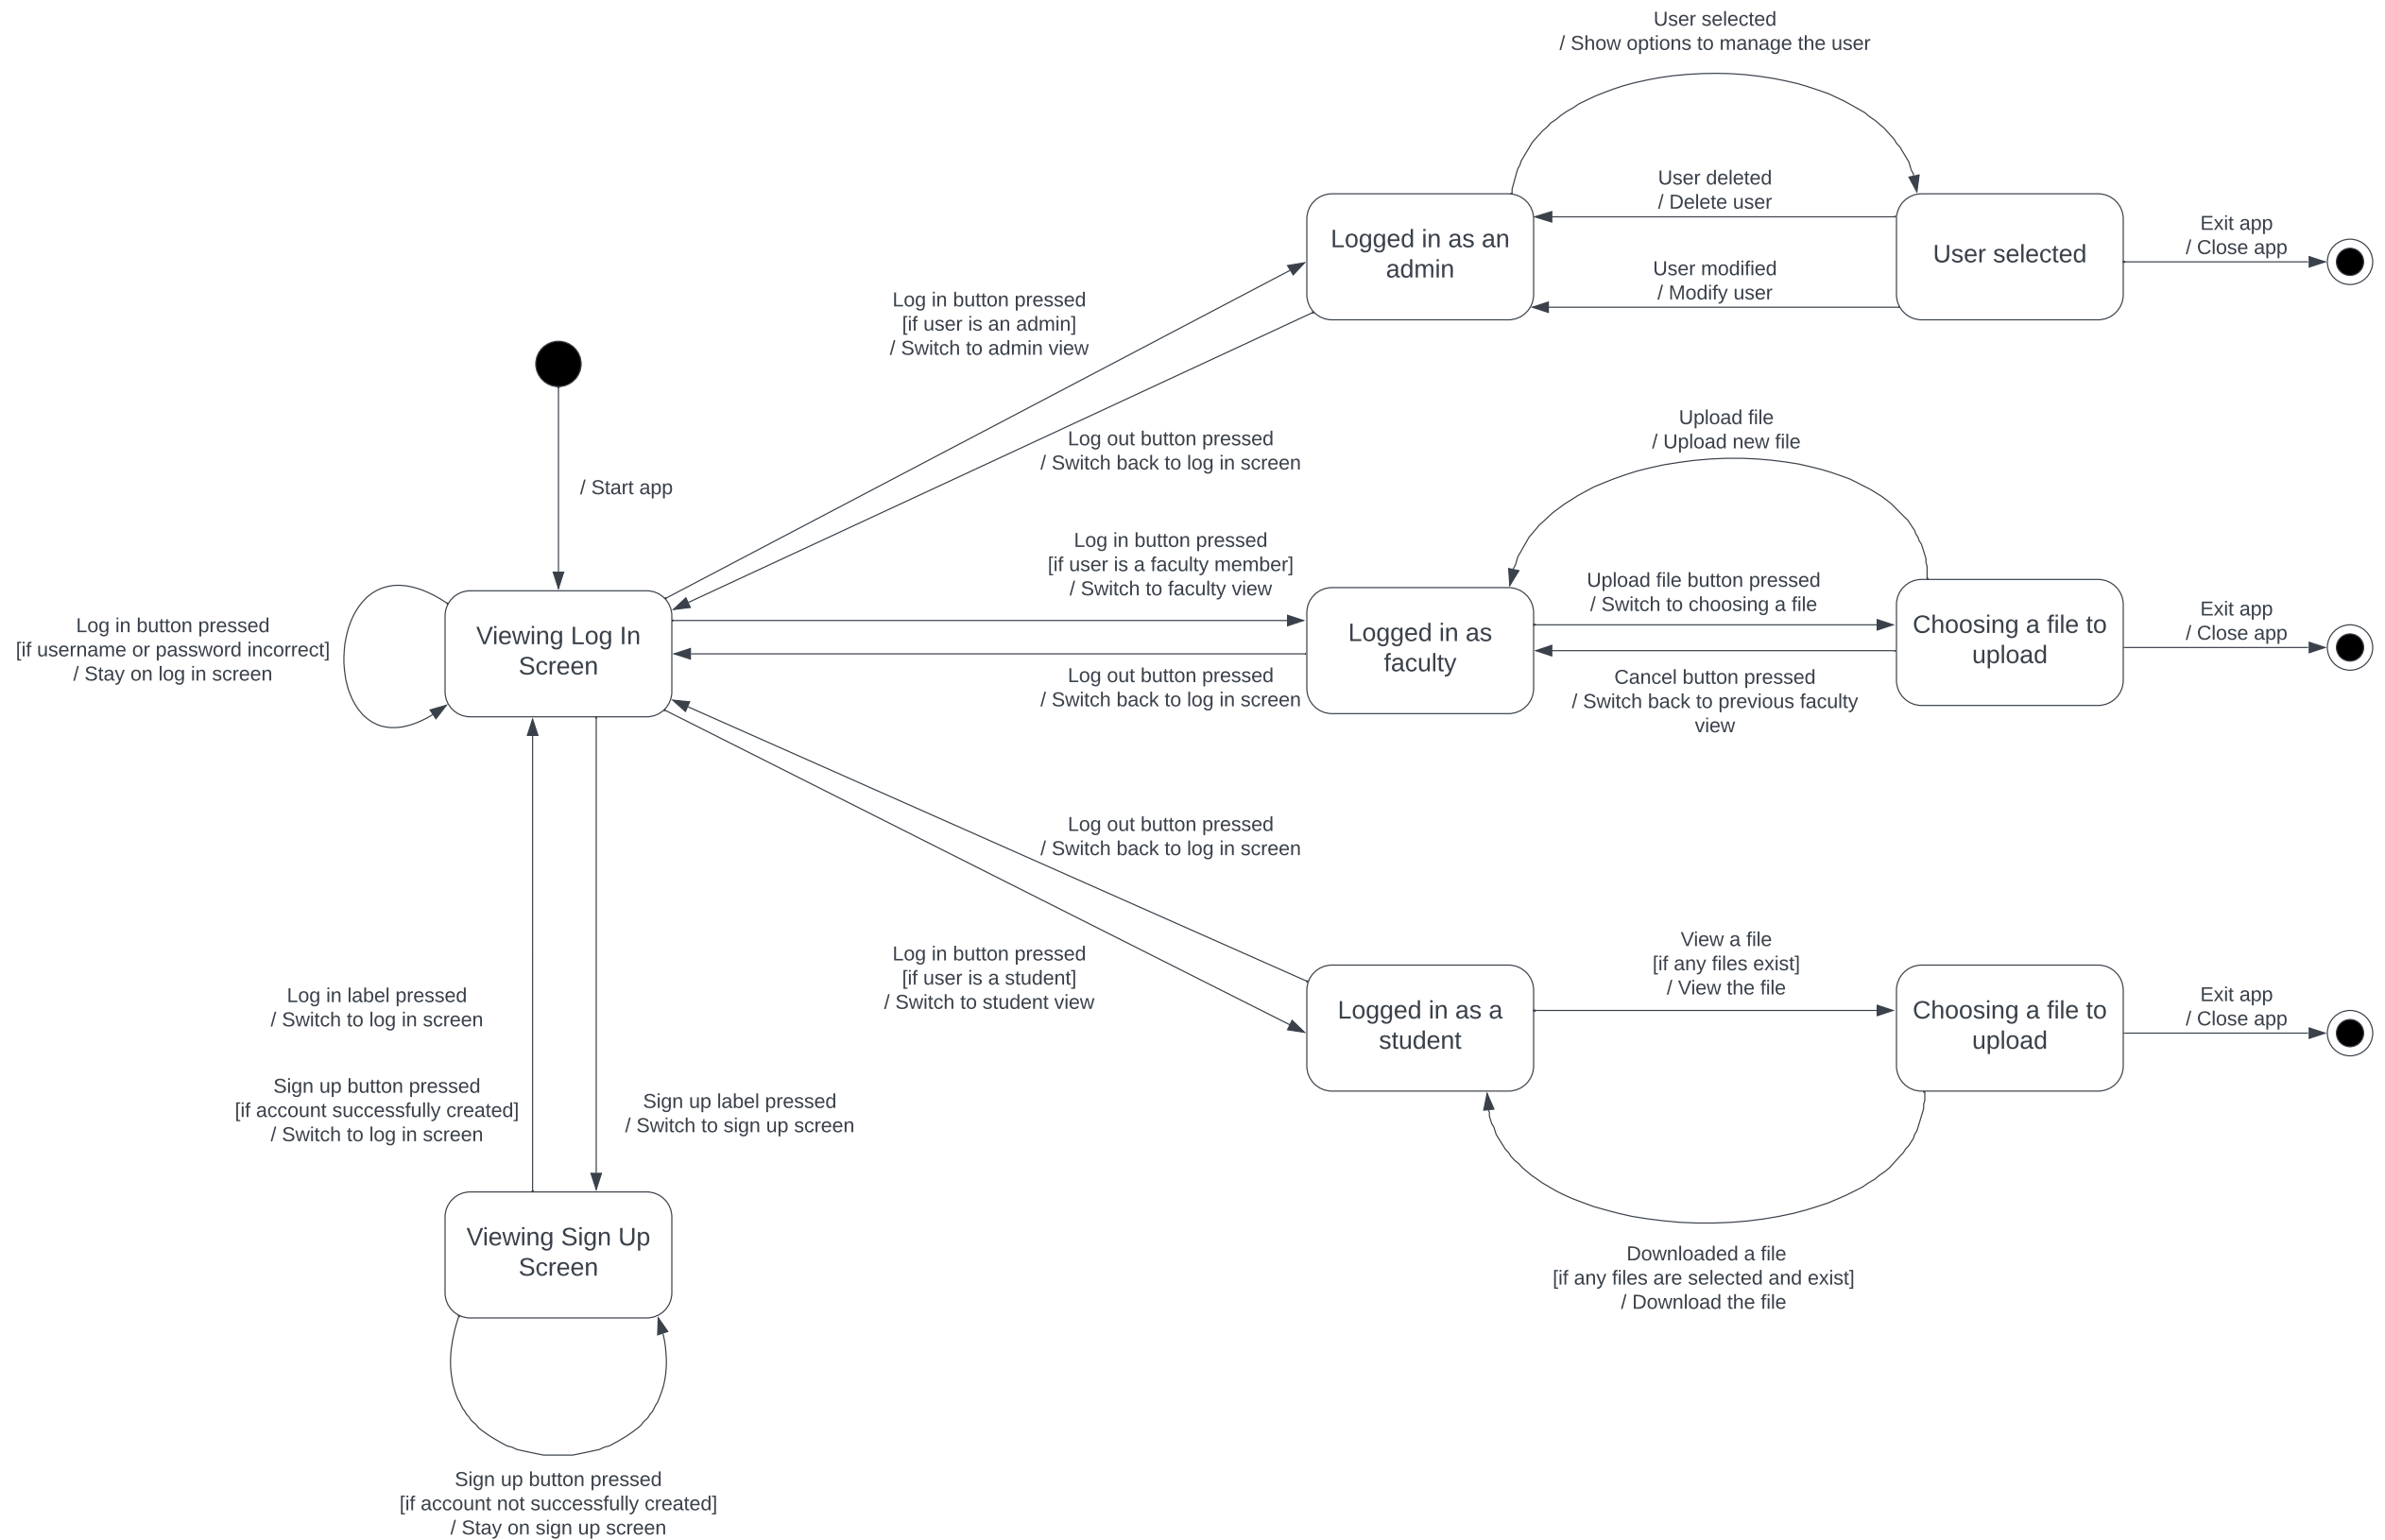 User selected
/ Show options to manage the user
User deleted
/ Delete user
Logged in as an
admin
User selected
Exit app
/ Close app
User modified
/ Modify user
Log in button pressed
[if user is an admin]
/ Switch to admin view
Log out button pressed
/ Switch back to log in screen
/ Start app
Upload file
/ Upload new file
Log in button pressed
[if user is a faculty member]
/ Switch to faculty view
Upload file button pressed
/ Switch to choosing a file
Log in button pressed
[if username or password incorrect]
/ Stay on log in screen
Viewing Log In
Screen
Logged in as
faculty
Choosing a file to
upload
Exit app
/ Close app
Log out button pressed
/ Switch back to log in screen
Cancel button pressed
/ Switch back to previous faculty
view
Log out button pressed
/ Switch back to log in screen
Log in button pressed
[if user is a student]
/ Switch to student view
View a file
[if any files exist]
/ View the file
Logged in as a
student
Choosing a file to
upload
Exit app
/ Close app
Log in label pressed
/ Switch to log in screen
Sign up button pressed
[if account successfully created]
/ Switch to log in screen
Sign up label pressed
/ Switch to sign up screen
Viewing Sign Up
Screen
Downloaded a file
[if any files are selected and exist]
/ Download the file
Sign up button pressed
[if account not successfully created]
/ Stay on sign up screen